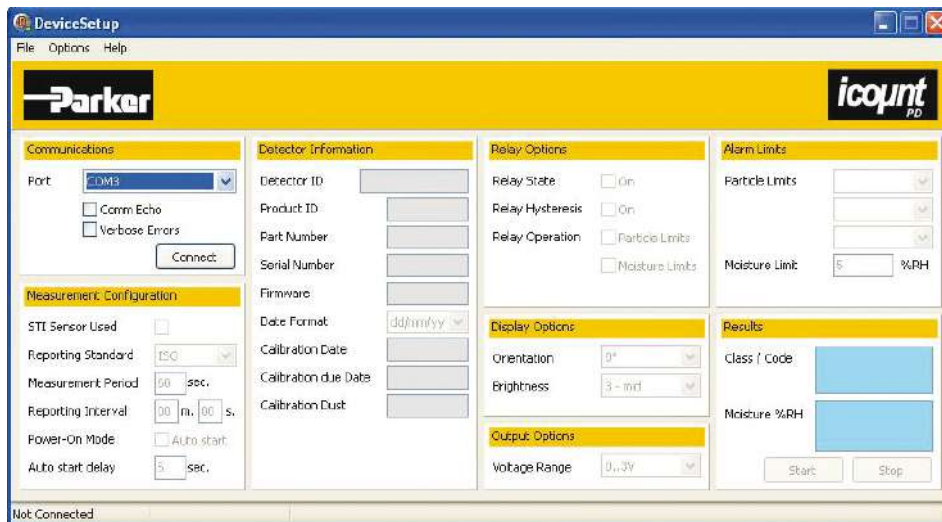 DeviceSetup
File Options Help
Parker
icount
PD
Communications
Port COM3
Comm Echo
Verbose Errors
Connect
Measurement Configuration
STI Sensor Used
Reporting Standard ISO
Measurement Period 60 sec.
Reporting Interval 00 m. 00 s.
Power-On Mode Auto start
Auto start delay 5 sec.
Detector Information
Detector ID
Product ID
Part Number
Serial Number
Firmware
Date Format dd/mm/yy
Calibration Date
Calibration due Date
Calibration Dust
Relay Options
Relay State On
Relay Hysteresis On
Relay Operation Particle Limits
Moisture Limits
Display Options
Orientation 0°
Brightness 3 - mid
Output Options
Voltage Range 0..3V
Alarm Limits
Particle Limits
Moisture Limit 5 %RH
Results
Class / Code
Moisture %RH
Start Stop
Not Connected